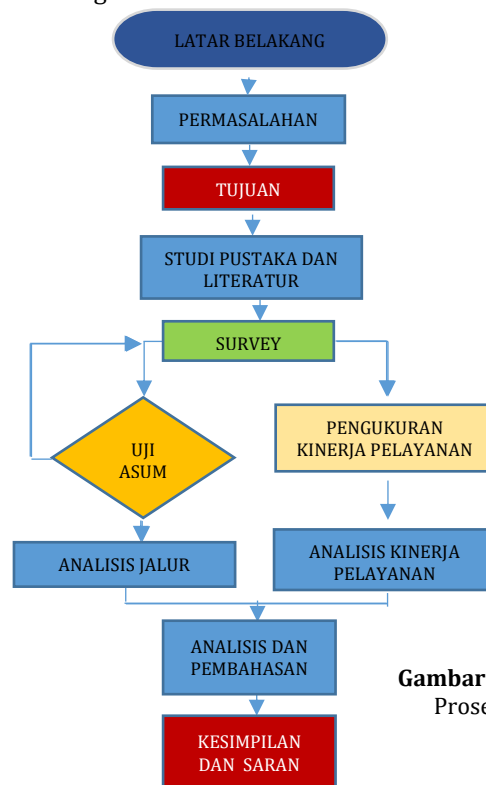 LATAR BELAKANG
PERMASALAHAN
TUJUAN
STUDI PUSTAKA DAN
LITERATUR
SURVEY
UJI
ASUM
PENGUKURAN
KINERJA PELAYANAN
ANALISIS JALUR
ANALISIS KINERJA
PELAYANAN
ANALISIS DAN
PEMBAHASAN
Gambar
Prose
KESIMPILAN
DAN SARAN